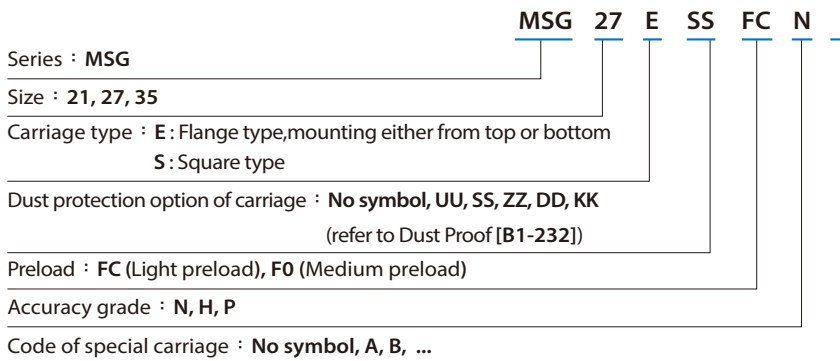 MSG 27 E SS FC N
Series : MSG
Size : 21, 27, 35
Carriage type : E : Flange type,mounting either from top or bottom
S : Square type
Dust protection option of carriage : No symbol, UU, SS, ZZ, DD, KK
(refer to Dust Proof [B1-232])
Preload : FC (Light preload), F0 (Medium preload)
Accuracy grade : N, H, P
Code of special carriage : No symbol, A, B, ...